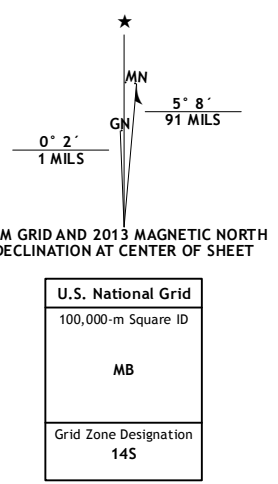 ★
MN
5° 8´
91 MILS
GN
0° 2´
1 MILS
M GRID AND 2013 MAGNETIC NORTH
DECLINATION AT CENTER OF SHEET
U.S. National Grid
100,000-m Square ID
MB
Grid Zone Designation
14S